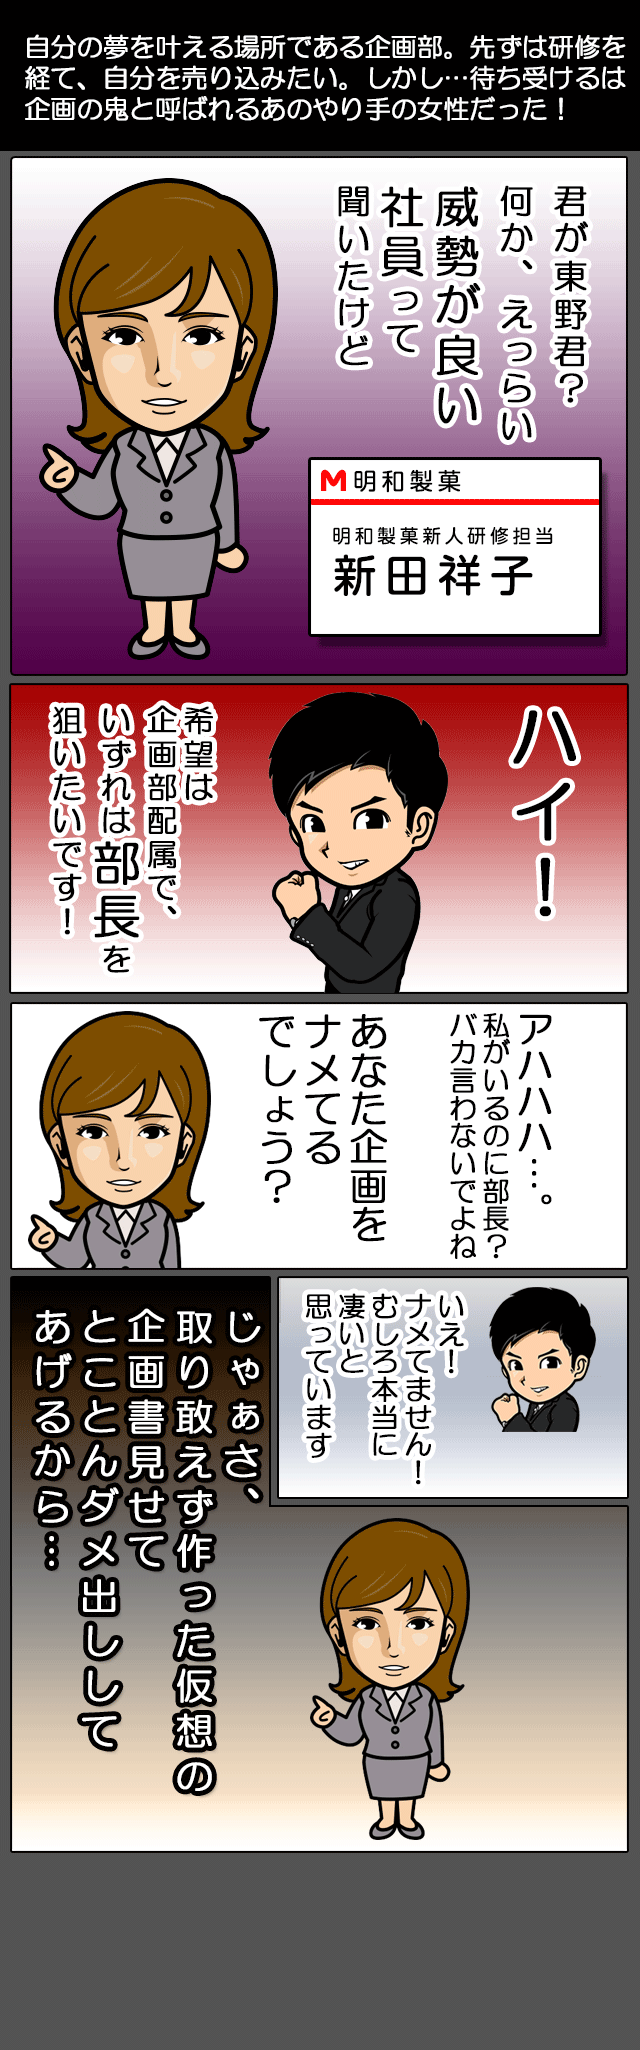 自分の夢を叶える場所である企画部。先ずは研修を
経て、自分を売り込みたい。しかし…待ち受けるは
企画の鬼と呼ばれるあのやり手の女性だった！
君が東野君？
何か、えっらい
威勢が良い
社員って
聞いたけど
M 明和製菓
明和製菓新人研修担当
新田祥子
ハイ！
希望は
企画部配属で、
いずれは部長を
狙いたいです！
アハハハ…。
私がいるのに部長？
バカ言わないでよね
あなた企画を
ナメてる
でしょう？
いえ！
ナメてません！
むしろ本当に
凄いと
思っています
じゃぁさ、
取り敢えず作った仮想の
企画書見せて
とことんダメ出しして
あげるから…